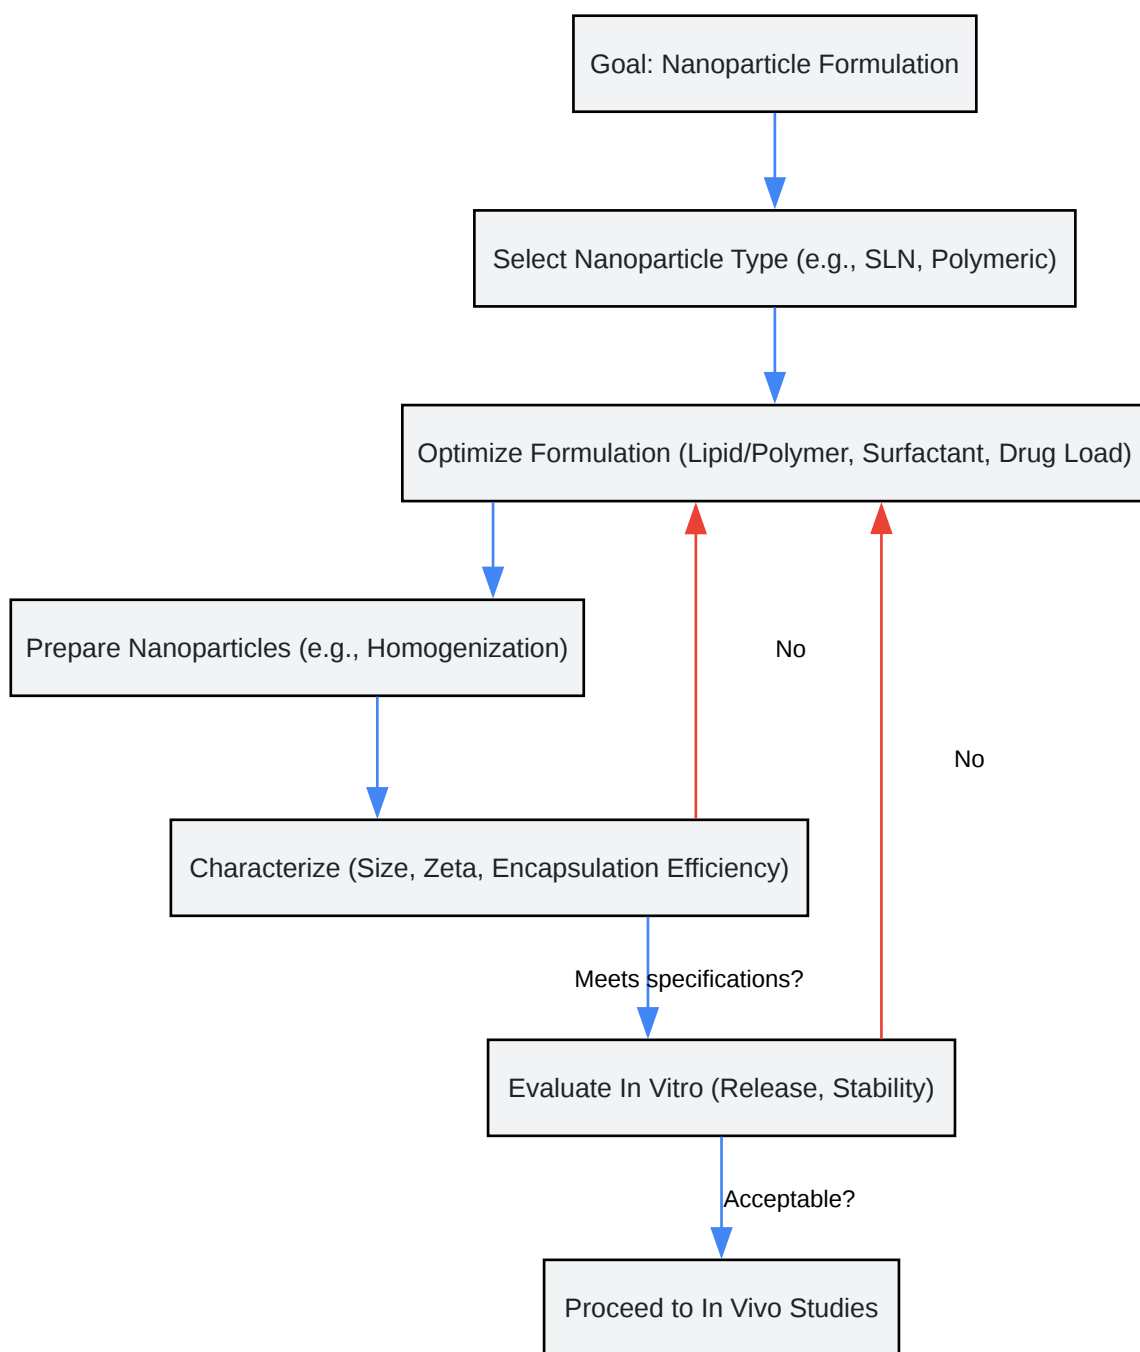 Goal: Nanoparticle Formulation
Select Nanoparticle Type (e.g., SLN, Polymeric)
Optimize Formulation (Lipid/Polymer, Surfactant, Drug Load)
Prepare Nanoparticles (e.g., Homogenization)
No
No
Characterize (Size, Zeta, Encapsulation Efficiency)
Meets specifications?
Evaluate In Vitro (Release, Stability)
Acceptable?
Proceed to In Vivo Studies